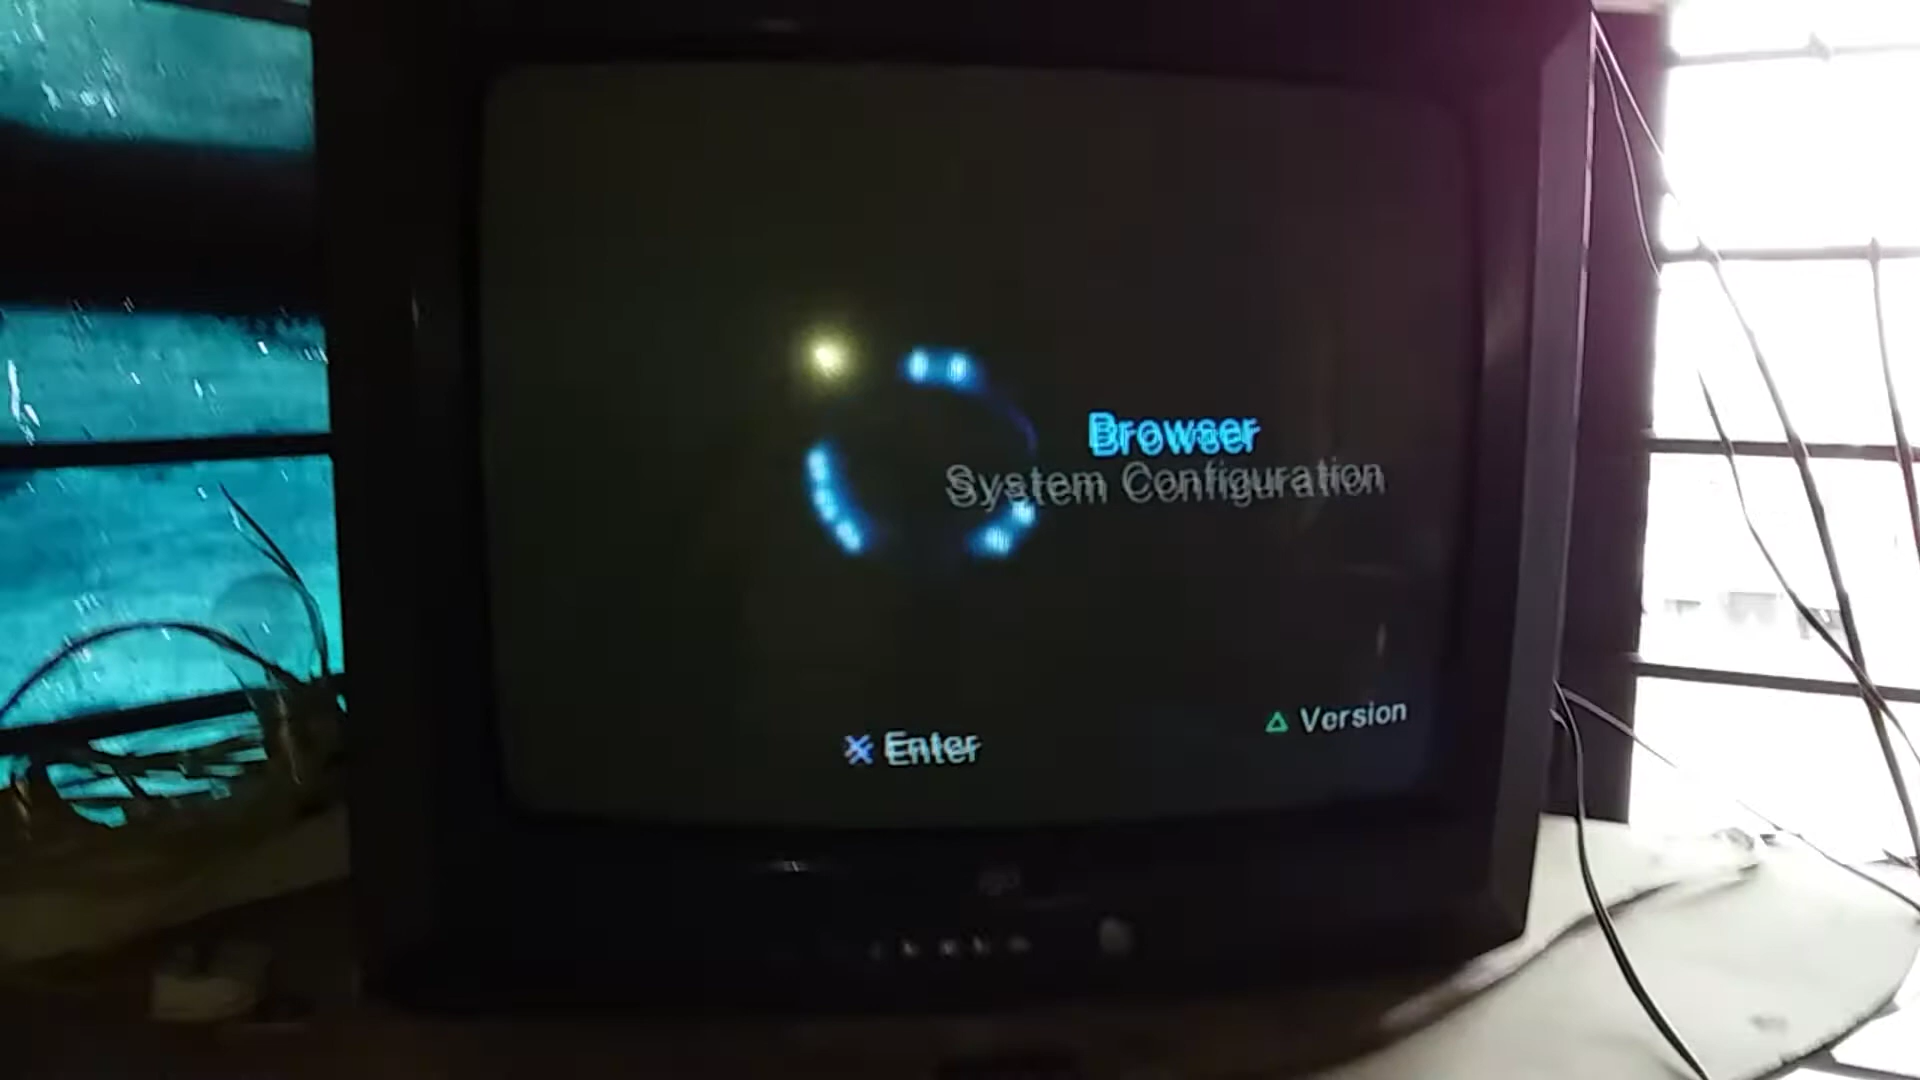 Browser
System Configuration
Enter
Version